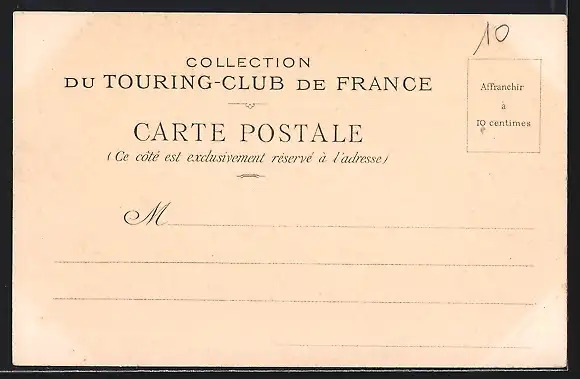 10
COLLECTION
DU TOURING-CLUB DE FRANCE
Affranchir
à
10 centimes
CARTE POSTALE
(Ce côté est exclusivement réservé à l'adresse)
M